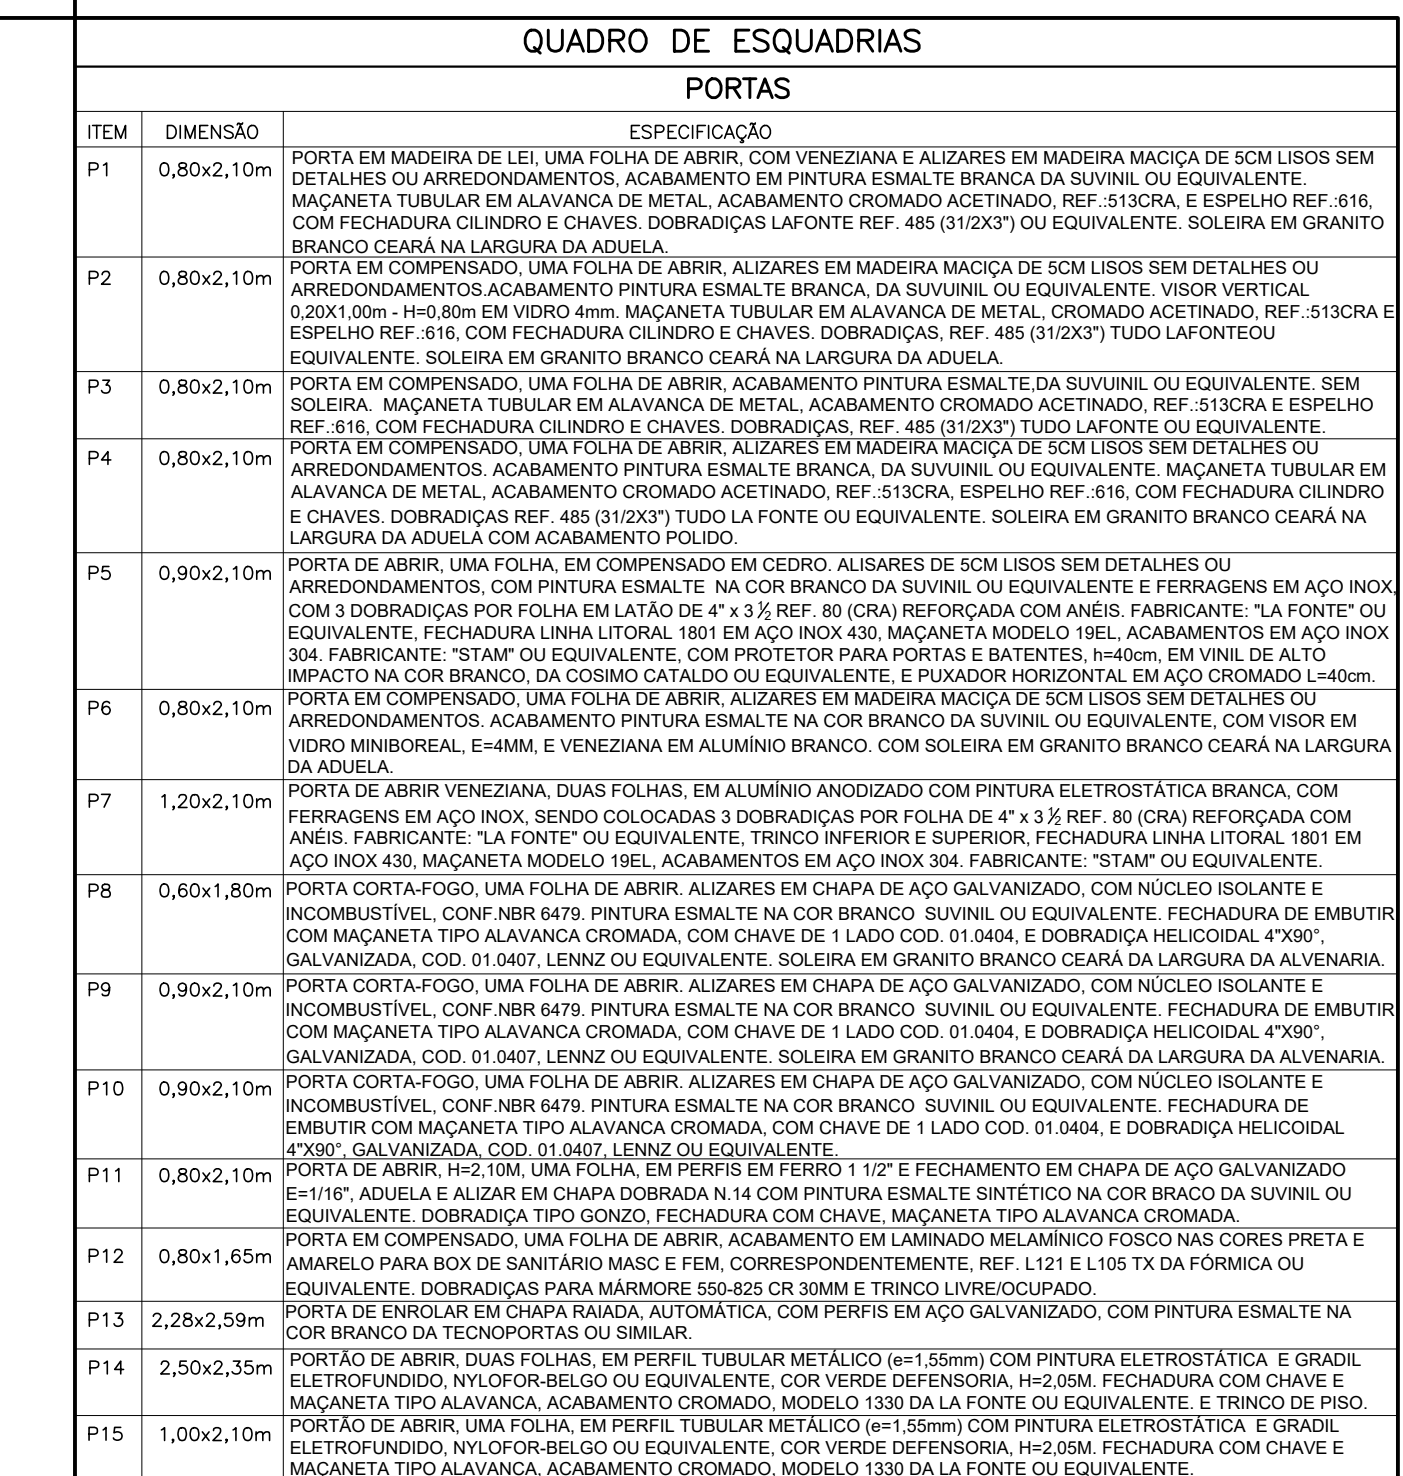 QUADRO DE ESQUADRIAS
PORTAS
ITEM DIMENSÃO ESPECIFICAÇÃO
P1 0,80x2,10m PORTA EM MADEIRA DE LEI, UMA FOLHA DE ABRIR, COM VENEZIANA E ALIZARES EM MADEIRA MACIÇA DE 5CM LISOS SEM
DETALHES OU ARREDONDAMENTOS, ACABAMENTO EM PINTURA ESMALTE BRANCA DA SUVINIL OU EQUIVALENTE.
MAÇANETA TUBULAR EM ALAVANCA DE METAL, ACABAMENTO CROMADO ACETINADO, REF.:513CRA, E ESPELHO REF.:616,
COM FECHADURA CILINDRO E CHAVES. DOBRADIÇAS LAFONTE REF. 485 (31/2X3") OU EQUIVALENTE. SOLEIRA EM GRANITO
BRANCO CEARÁ NA LARGURA DA ADUELA.
P2 0,80x2,10m PORTA EM COMPENSADO, UMA FOLHA DE ABRIR, ALIZARES EM MADEIRA MACIÇA DE 5CM LISOS SEM DETALHES OU
ARREDONDAMENTOS.ACABAMENTO PINTURA ESMALTE BRANCA, DA SUVUINIL OU EQUIVALENTE. VISOR VERTICAL
0,20X1,00m - H=0,80m EM VIDRO 4mm. MAÇANETA TUBULAR EM ALAVANCA DE METAL, CROMADO ACETINADO, REF.:513CRA E
ESPELHO REF.:616, COM FECHADURA CILINDRO E CHAVES. DOBRADIÇAS, REF. 485 (31/2X3") TUDO LAFONTEOU
EQUIVALENTE. SOLEIRA EM GRANITO BRANCO CEARÁ NA LARGURA DA ADUELA.
P3 0,80x2,10m PORTA EM COMPENSADO, UMA FOLHA DE ABRIR, ACABAMENTO PINTURA ESMALTE,DA SUVUINIL OU EQUIVALENTE. SEM
SOLEIRA. MAÇANETA TUBULAR EM ALAVANCA DE METAL, ACABAMENTO CROMADO ACETINADO, REF.:513CRA E ESPELHO
REF.:616, COM FECHADURA CILINDRO E CHAVES. DOBRADIÇAS, REF. 485 (31/2X3") TUDO LAFONTE OU EQUIVALENTE.
P4 0,80x2,10m PORTA EM COMPENSADO, UMA FOLHA DE ABRIR, ALIZARES EM MADEIRA MACIÇA DE 5CM LISOS SEM DETALHES OU
ARREDONDAMENTOS. ACABAMENTO PINTURA ESMALTE BRANCA, DA SUVUINIL OU EQUIVALENTE. MAÇANETA TUBULAR EM
ALAVANCA DE METAL, ACABAMENTO CROMADO ACETINADO, REF.:513CRA, ESPELHO REF.:616, COM FECHADURA CILINDRO
E CHAVES. DOBRADIÇAS REF. 485 (31/2X3") TUDO LA FONTE OU EQUIVALENTE. SOLEIRA EM GRANITO BRANCO CEARÁ NA
LARGURA DA ADUELA COM ACABAMENTO POLIDO.
P5 0,90x2,10m PORTA DE ABRIR, UMA FOLHA, EM COMPENSADO EM CEDRO. ALISARES DE 5CM LISOS SEM DETALHES OU
ARREDONDAMENTOS, COM PINTURA ESMALTE NA COR BRANCO DA SUVINIL OU EQUIVALENTE E FERRAGENS EM AÇO INOX,
COM 3 DOBRADIÇAS POR FOLHA EM LATÃO DE 4" x 3 ½ REF. 80 (CRA) REFORÇADA COM ANÉIS. FABRICANTE: "LA FONTE" OU
EQUIVALENTE, FECHADURA LINHA LITORAL 1801 EM AÇO INOX 430, MAÇANETA MODELO 19EL, ACABAMENTOS EM AÇO INOX
304. FABRICANTE: "STAM" OU EQUIVALENTE, COM PROTETOR PARA PORTAS E BATENTES, h=40cm, EM VINIL DE ALTO
IMPACTO NA COR BRANCO, DA COSIMO CATALDO OU EQUIVALENTE, E PUXADOR HORIZONTAL EM AÇO CROMADO L=40cm.
P6 0,80x2,10m PORTA EM COMPENSADO, UMA FOLHA DE ABRIR, ALIZARES EM MADEIRA MACIÇA DE 5CM LISOS SEM DETALHES OU
ARREDONDAMENTOS. ACABAMENTO PINTURA ESMALTE NA COR BRANCO DA SUVINIL OU EQUIVALENTE, COM VISOR EM
VIDRO MINIBOREAL, E=4MM, E VENEZIANA EM ALUMÍNIO BRANCO. COM SOLEIRA EM GRANITO BRANCO CEARÁ NA LARGURA
DA ADUELA.
P7 1,20x2,10m PORTA DE ABRIR VENEZIANA, DUAS FOLHAS, EM ALUMÍNIO ANODIZADO COM PINTURA ELETROSTÁTICA BRANCA, COM
FERRAGENS EM AÇO INOX, SENDO COLOCADAS 3 DOBRADIÇAS POR FOLHA DE 4" x 3 ½ REF. 80 (CRA) REFORÇADA COM
ANÉIS. FABRICANTE: "LA FONTE" OU EQUIVALENTE, TRINCO INFERIOR E SUPERIOR, FECHADURA LINHA LITORAL 1801 EM
AÇO INOX 430, MAÇANETA MODELO 19EL, ACABAMENTOS EM AÇO INOX 304. FABRICANTE: "STAM" OU EQUIVALENTE.
P8 0,60x1,80m PORTA CORTA-FOGO, UMA FOLHA DE ABRIR. ALIZARES EM CHAPA DE AÇO GALVANIZADO, COM NÚCLEO ISOLANTE E
INCOMBUSTÍVEL, CONF.NBR 6479. PINTURA ESMALTE NA COR BRANCO SUVINIL OU EQUIVALENTE. FECHADURA DE EMBUTIR
COM MAÇANETA TIPO ALAVANCA CROMADA, COM CHAVE DE 1 LADO COD. 01.0404, E DOBRADIÇA HELICOIDAL 4"X90°,
GALVANIZADA, COD. 01.0407, LENNZ OU EQUIVALENTE. SOLEIRA EM GRANITO BRANCO CEARÁ DA LARGURA DA ALVENARIA.
P9 0,90x2,10m PORTA CORTA-FOGO, UMA FOLHA DE ABRIR. ALIZARES EM CHAPA DE AÇO GALVANIZADO, COM NÚCLEO ISOLANTE E
INCOMBUSTÍVEL, CONF.NBR 6479. PINTURA ESMALTE NA COR BRANCO SUVINIL OU EQUIVALENTE. FECHADURA DE EMBUTIR
COM MAÇANETA TIPO ALAVANCA CROMADA, COM CHAVE DE 1 LADO COD. 01.0404, E DOBRADIÇA HELICOIDAL 4"X90°,
GALVANIZADA, COD. 01.0407, LENNZ OU EQUIVALENTE. SOLEIRA EM GRANITO BRANCO CEARÁ DA LARGURA DA ALVENARIA.
P10 0,90x2,10m PORTA CORTA-FOGO, UMA FOLHA DE ABRIR. ALIZARES EM CHAPA DE AÇO GALVANIZADO, COM NÚCLEO ISOLANTE E
INCOMBUSTÍVEL, CONF.NBR 6479. PINTURA ESMALTE NA COR BRANCO SUVINIL OU EQUIVALENTE. FECHADURA DE
EMBUTIR COM MAÇANETA TIPO ALAVANCA CROMADA, COM CHAVE DE 1 LADO COD. 01.0404, E DOBRADIÇA HELICOIDAL
4"X90°, GALVANIZADA, COD. 01.0407, LENNZ OU EQUIVALENTE.
P11 0,80x2,10m PORTA DE ABRIR, H=2,10M, UMA FOLHA, EM PERFIS EM FERRO 1 1/2" E FECHAMENTO EM CHAPA DE AÇO GALVANIZADO
E=1/16", ADUELA E ALIZAR EM CHAPA DOBRADA N.14 COM PINTURA ESMALTE SINTÉTICO NA COR BRACO DA SUVINIL OU
EQUIVALENTE. DOBRADIÇA TIPO GONZO, FECHADURA COM CHAVE, MAÇANETA TIPO ALAVANCA CROMADA.
P12 0,80x1,65m PORTA EM COMPENSADO, UMA FOLHA DE ABRIR, ACABAMENTO EM LAMINADO MELAMÍNICO FOSCO NAS CORES PRETA E
AMARELO PARA BOX DE SANITÁRIO MASC E FEM, CORRESPONDENTEMENTE, REF. L121 E L105 TX DA FÓRMICA OU
EQUIVALENTE. DOBRADIÇAS PARA MÁRMORE 550-825 CR 30MM E TRINCO LIVRE/OCUPADO.
P13 2,28x2,59m PORTA DE ENROLAR EM CHAPA RAIADA, AUTOMÁTICA, COM PERFIS EM AÇO GALVANIZADO, COM PINTURA ESMALTE NA
COR BRANCO DA TECNOPORTAS OU SIMILAR.
P14 2,50x2,35m PORTÃO DE ABRIR, DUAS FOLHAS, EM PERFIL TUBULAR METÁLICO (e=1,55mm) COM PINTURA ELETROSTÁTICA E GRADIL
ELETROFUNDIDO, NYLOFOR-BELGO OU EQUIVALENTE, COR VERDE DEFENSORIA, H=2,05M. FECHADURA COM CHAVE E
MAÇANETA TIPO ALAVANCA, ACABAMENTO CROMADO, MODELO 1330 DA LA FONTE OU EQUIVALENTE. E TRINCO DE PISO.
P15 1,00x2,10m PORTÃO DE ABRIR, UMA FOLHA, EM PERFIL TUBULAR METÁLICO (e=1,55mm) COM PINTURA ELETROSTÁTICA E GRADIL
ELETROFUNDIDO, NYLOFOR-BELGO OU EQUIVALENTE, COR VERDE DEFENSORIA, H=2,05M. FECHADURA COM CHAVE E
MAÇANETA TIPO ALAVANCA, ACABAMENTO CROMADO, MODELO 1330 DA LA FONTE OU EQUIVALENTE.